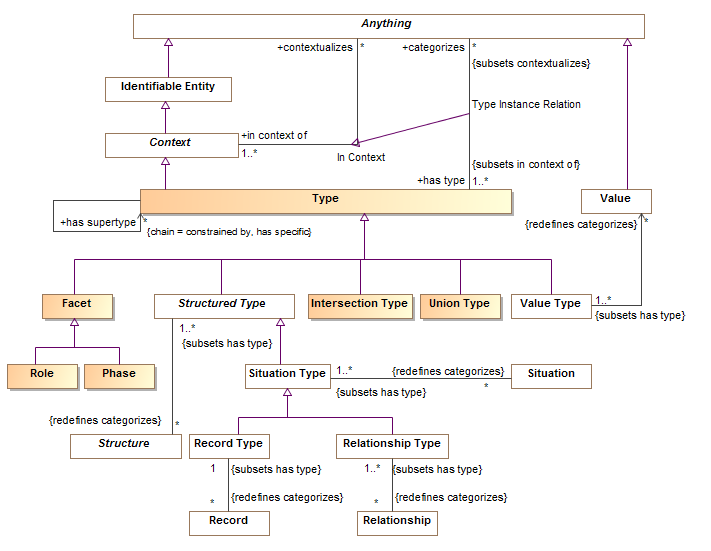 Anything
+contextualizes *
+categorizes *
{subsets contextualizes}
Identifiable Entity
Type Instance Relation
Context
+in context of
1..*
In Context
{subsets in context of}
+has type 1..*
Type
Value
+has supertype *
{chain = constrained by, has specific}
{redefines categorizes} *
Facet
Structured Type
Intersection Type
Union Type
Value Type
1..*
{subsets has type}
1..*
{subsets has type}
Role
Phase
Situation Type
1..*
{subsets has type}
{redefines categorizes}
*
Situation
{redefines categorizes} *
Structure
Record Type
Relationship Type
1 {subsets has type}
1..* {subsets has type}
* {redefines categorizes}
* {redefines categorizes}
Record
Relationship